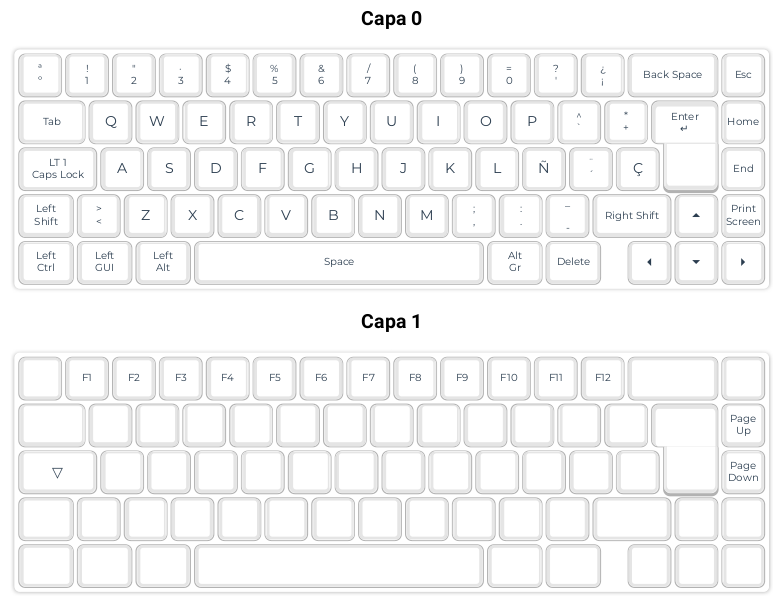 Capa 0
ª ! " · $ % & / ( ) = ? ¿ Back Space Esc
º 1 2 3 4 5 6 7 8 9 0 ' ¡
Tab Q W E R T Y U I O P ^ * Enter Home
` + ↵
LT 1 A S D F G H J K L Ñ ¨ Ç End
Caps Lock ´
Left > Z X C V B N M ; : _ Right Shift ▲ Print
Shift < , . - Screen
Left Left Left Space Alt Delete ◀ ▼ ▶
Ctrl GUI Alt Gr
Capa 1
F1 F2 F3 F4 F5 F6 F7 F8 F9 F10 F11 F12
Page
Up
▽ Page
Down